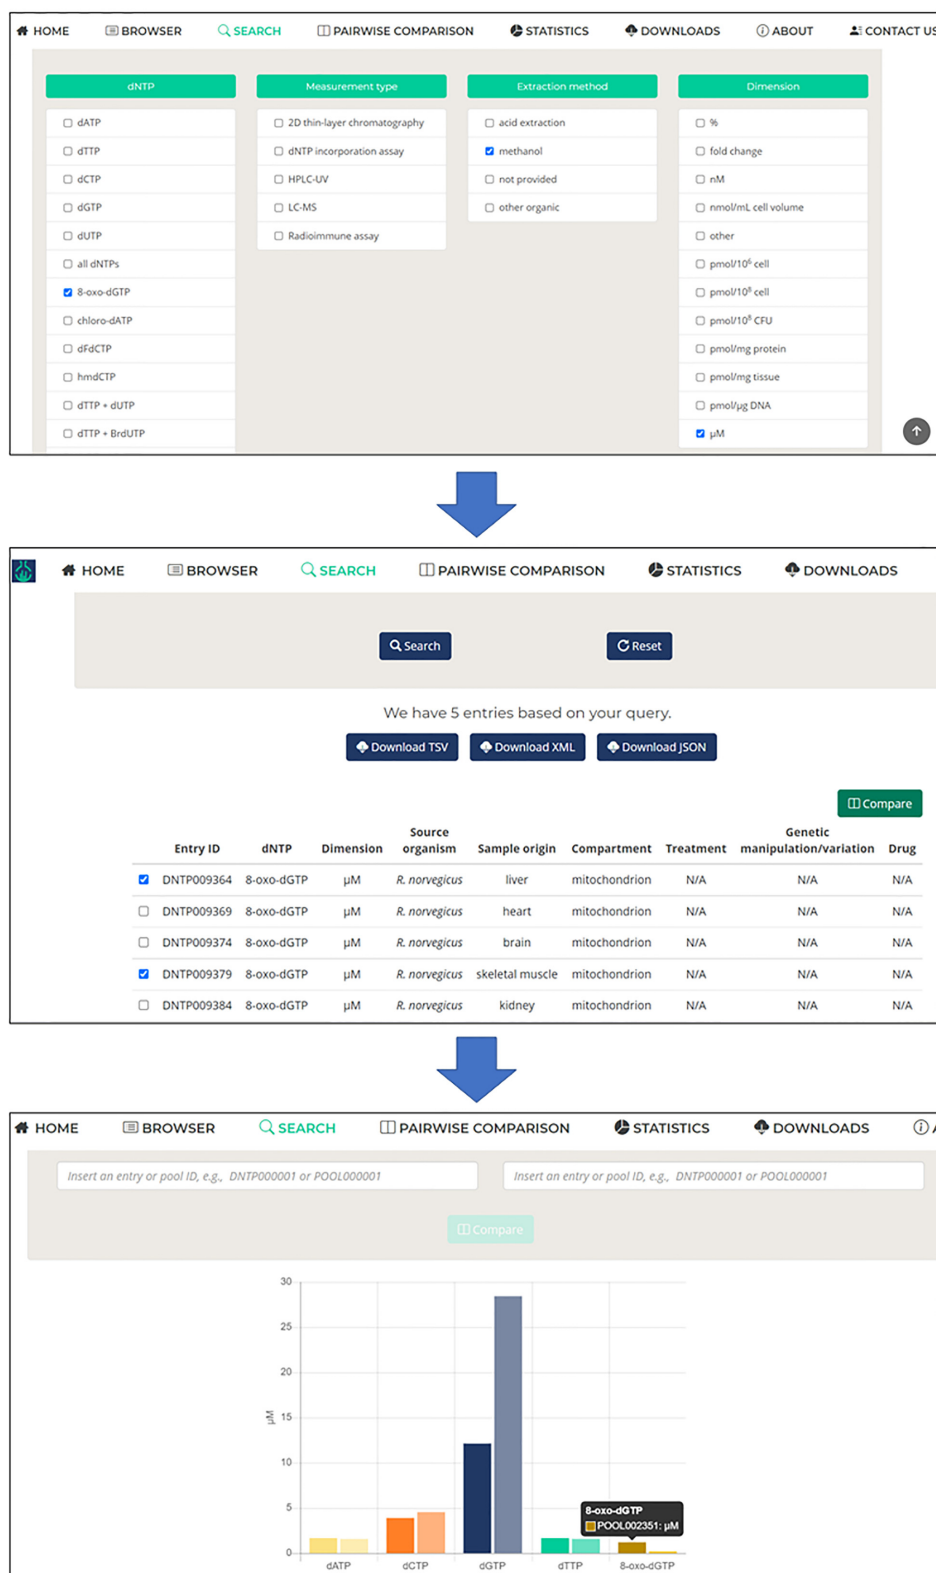 HOME BROWSER SEARCH PAIRWISE COMPARISON STATISTICS DOWNLOADS ABOUT CONTACT US
dNTP Measurement type Extraction method Dimension
dATP 2D thin-layer chromatography acid extraction %
dTTP dNTP incorporation assay methanol fold change
dCTP HPLC-UV not provided nM
dGTP LC-MS other organic nmol/mL cell volume
dUTP Radioimmune assay other
all dNTPs pmol/10⁶ cell
8-oxo-dGTP pmol/10⁸ cell
chloro-dATP pmol/10⁸ CFU
dFdCTP pmol/mg protein
hmdCTP pmol/mg tissue
dTTP + dUTP pmol/µg DNA
dTTP + BrdUTP µM
HOME BROWSER SEARCH PAIRWISE COMPARISON STATISTICS DOWNLOADS
Search Reset
We have 5 entries based on your query.
Download TSV Download XML Download JSON
Compare
Entry ID dNTP Dimension Source organism Sample origin Compartment Treatment Genetic manipulation/variation Drug
DNTP009364 8-oxo-dGTP µM R. norvegicus liver mitochondrion N/A N/A N/A
DNTP009369 8-oxo-dGTP µM R. norvegicus heart mitochondrion N/A N/A N/A
DNTP009374 8-oxo-dGTP µM R. norvegicus brain mitochondrion N/A N/A N/A
DNTP009379 8-oxo-dGTP µM R. norvegicus skeletal muscle mitochondrion N/A N/A N/A
DNTP009384 8-oxo-dGTP µM R. norvegicus kidney mitochondrion N/A N/A N/A
HOME BROWSER SEARCH PAIRWISE COMPARISON STATISTICS DOWNLOADS
Insert an entry or pool ID, e.g., DNTP000001 or POOL000001 Insert an entry or pool ID, e.g., DNTP000001 or POOL000001
Compare
30
25
20
15
10
5
0
µM
8-oxo-dGTP
POOL002351: µM
dATP dCTP dGTP dTTP 8-oxo-dGTP